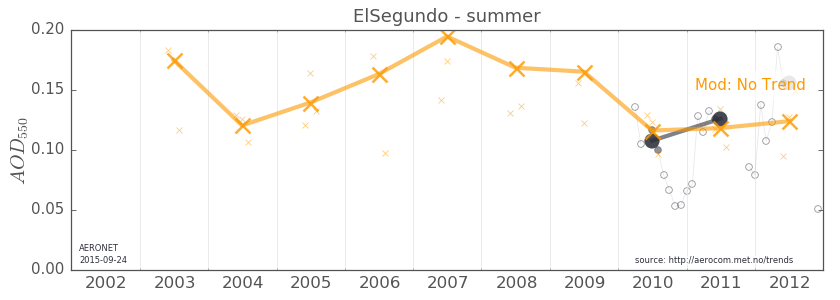 ElSegundo - summer
0.20
0.15
0.10
0.05
0.00
AOD550
Mod: No Trend
AERONET
2015-09-24
source: http://aerocom.met.no/trends
2002 2003 2004 2005 2006 2007 2008 2009 2010 2011 2012